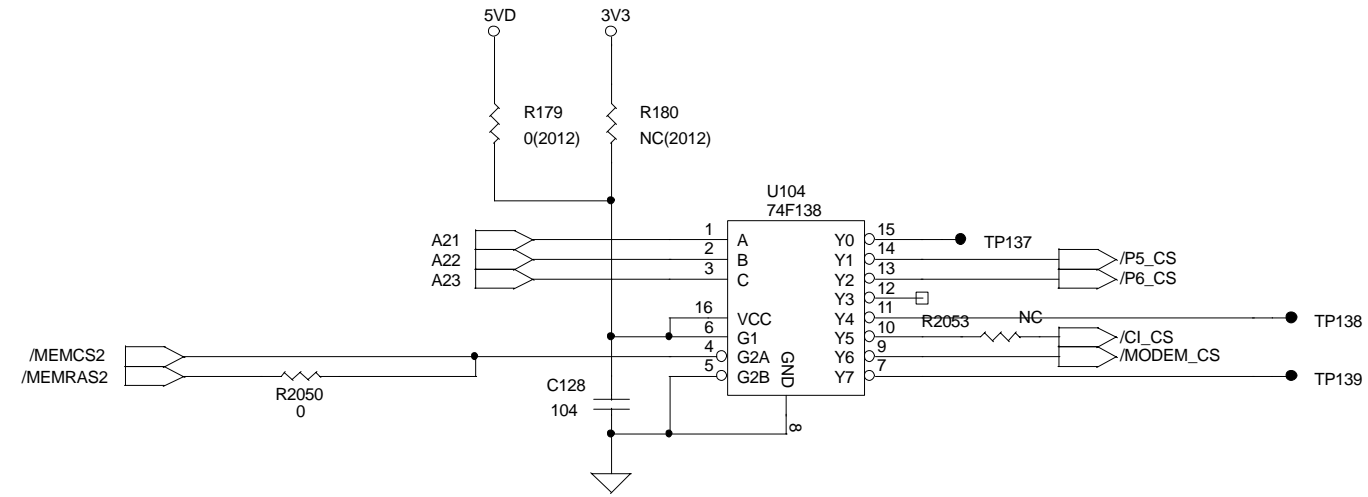 5VD 3V3
R179
0(2012)
R180
NC(2012)
U104
74F138
A21 1 A Y0 15 TP137
A22 2 B Y1 14 /P5_CS
A23 3 C Y2 13 /P6_CS
Y3 12
16 VCC Y4 11 R2053 NC TP138
6 G1 Y5 10 /CI_CS
/MEMCS2 4 G2A Y6 9 /MODEM_CS
/MEMRAS2 5 G2B GND Y7 7 TP139
R2050
0
C128
104
8